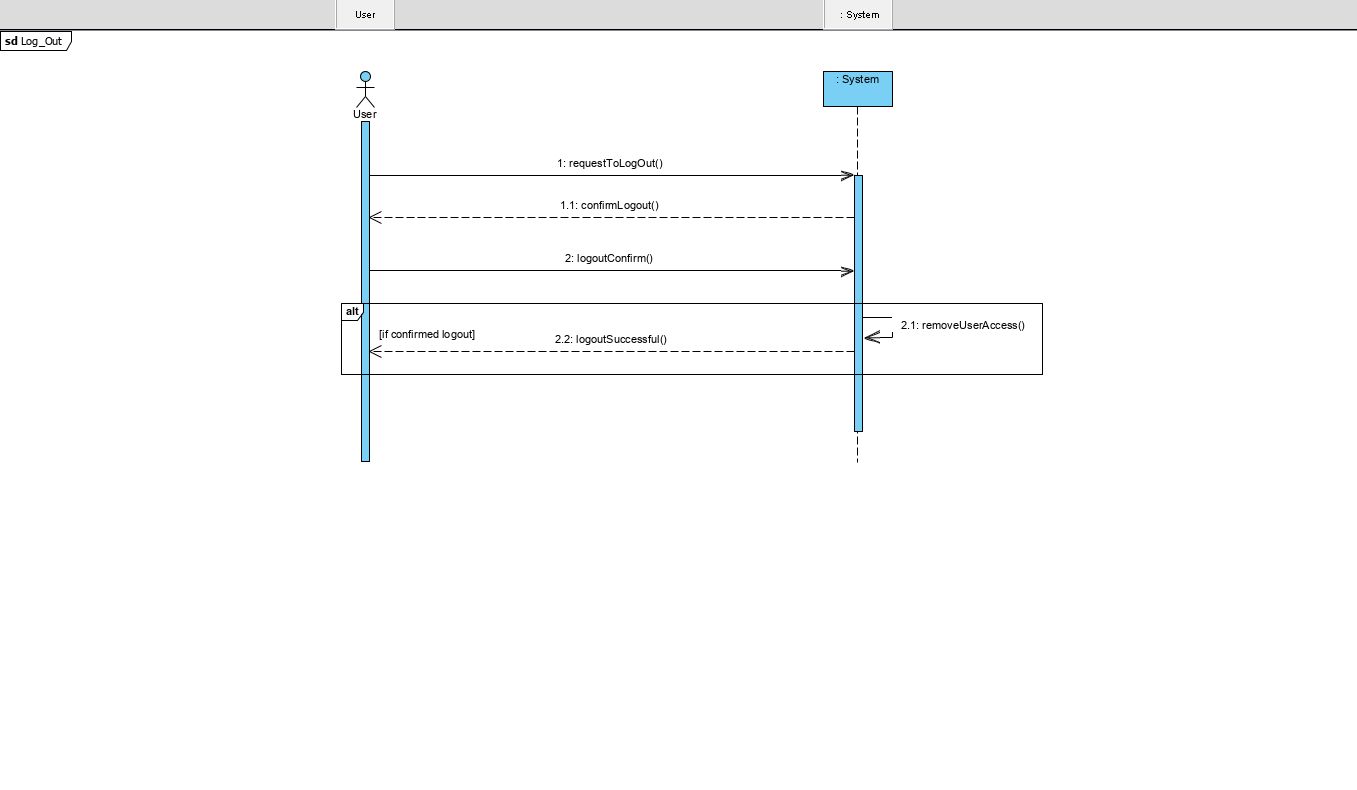 User
: System
sd Log_Out
: System
User
1: requestToLogOut()
1.1: confirmLogout()
2: logoutConfirm()
alt
2.1: removeUserAccess()
[if confirmed logout]
2.2: logoutSuccessful()